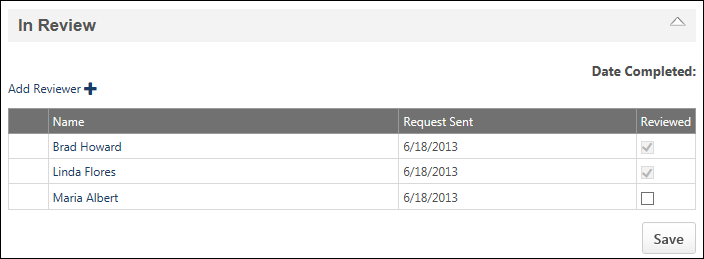 In Review
Date Completed:
Add Reviewer
Name Request Sent Reviewed
Brad Howard 6/18/2013
Linda Flores 6/18/2013
Maria Albert 6/18/2013
Save